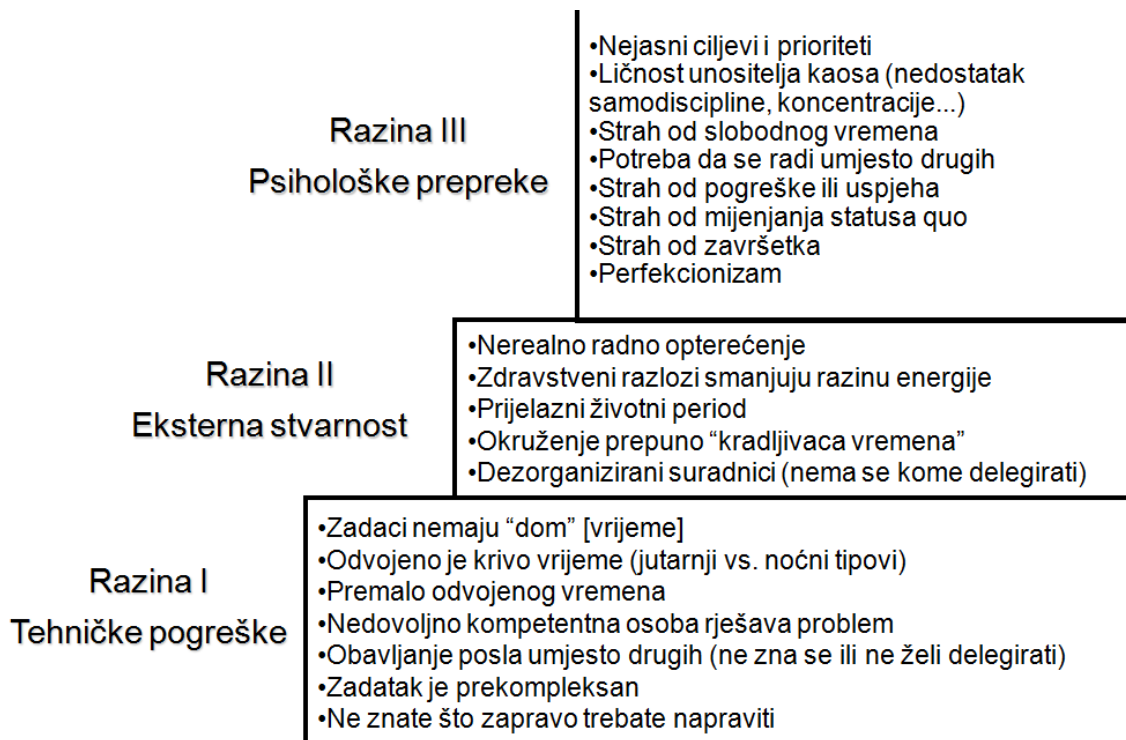 Razina III
Psihološke prepreke
•Nejasni ciljevi i prioriteti
•Ličnost unositelja kaosa (nedostatak
samodiscipline, koncentracije...)
•Strah od slobodnog vremena
•Potreba da se radi umjesto drugih
•Strah od pogreške ili uspjeha
•Strah od mijenjanja statusa quo
•Strah od završetka
•Perfekcionizam
Razina II
Eksterna stvarnost
•Nerealno radno opterećenje
•Zdravstveni razlozi smanjuju razinu energije
•Prijelazni životni period
•Okruženje prepuno “kradljivaca vremena”
•Dezorganizirani suradnici (nema se kome delegirati)
Razina I
Tehničke pogreške
•Zadaci nemaju “dom” [vrijeme]
•Odvojeno je krivo vrijeme (jutarnji vs. noćni tipovi)
•Premalo odvojenog vremena
•Nedovoljno kompetentna osoba rješava problem
•Obavljanje posla umjesto drugih (ne zna se ili ne želi delegirati)
•Zadatak je prekompleksan
•Ne znate što zapravo trebate napraviti